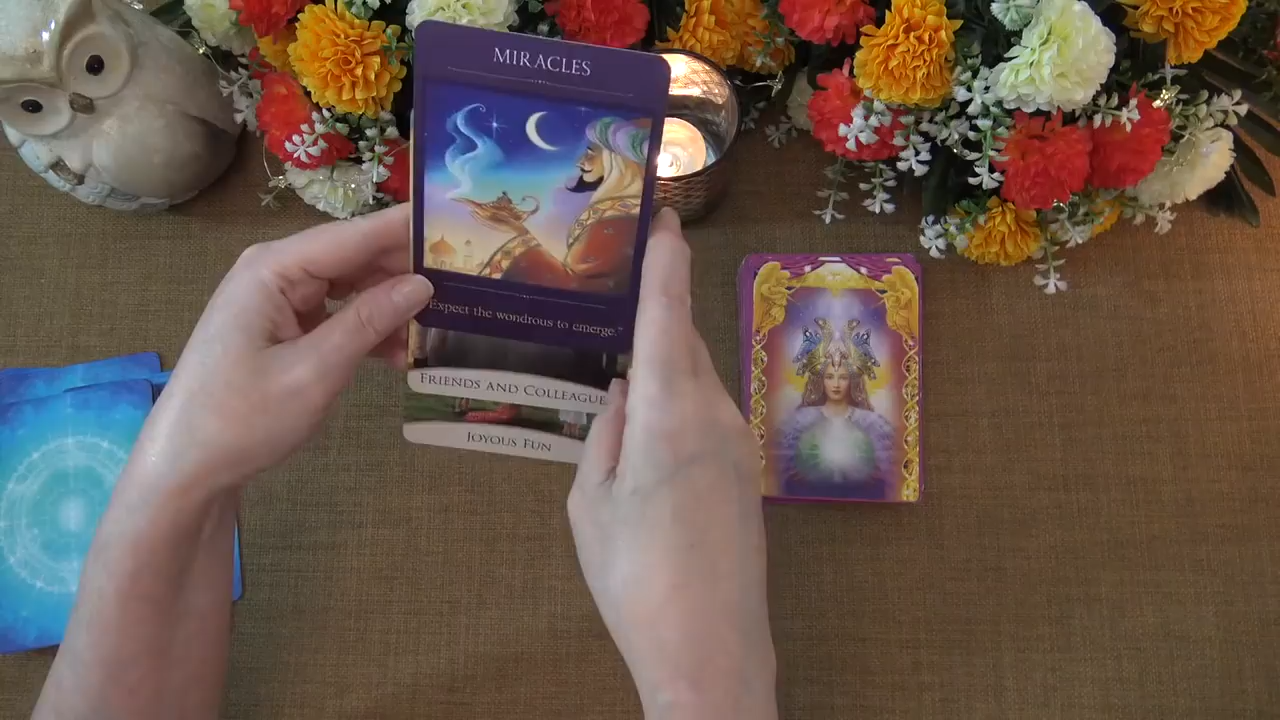 MIRACLES
"Expect the wondrous to emerge."
FRIENDS AND COLLEAGUE
JOYOUS FUN